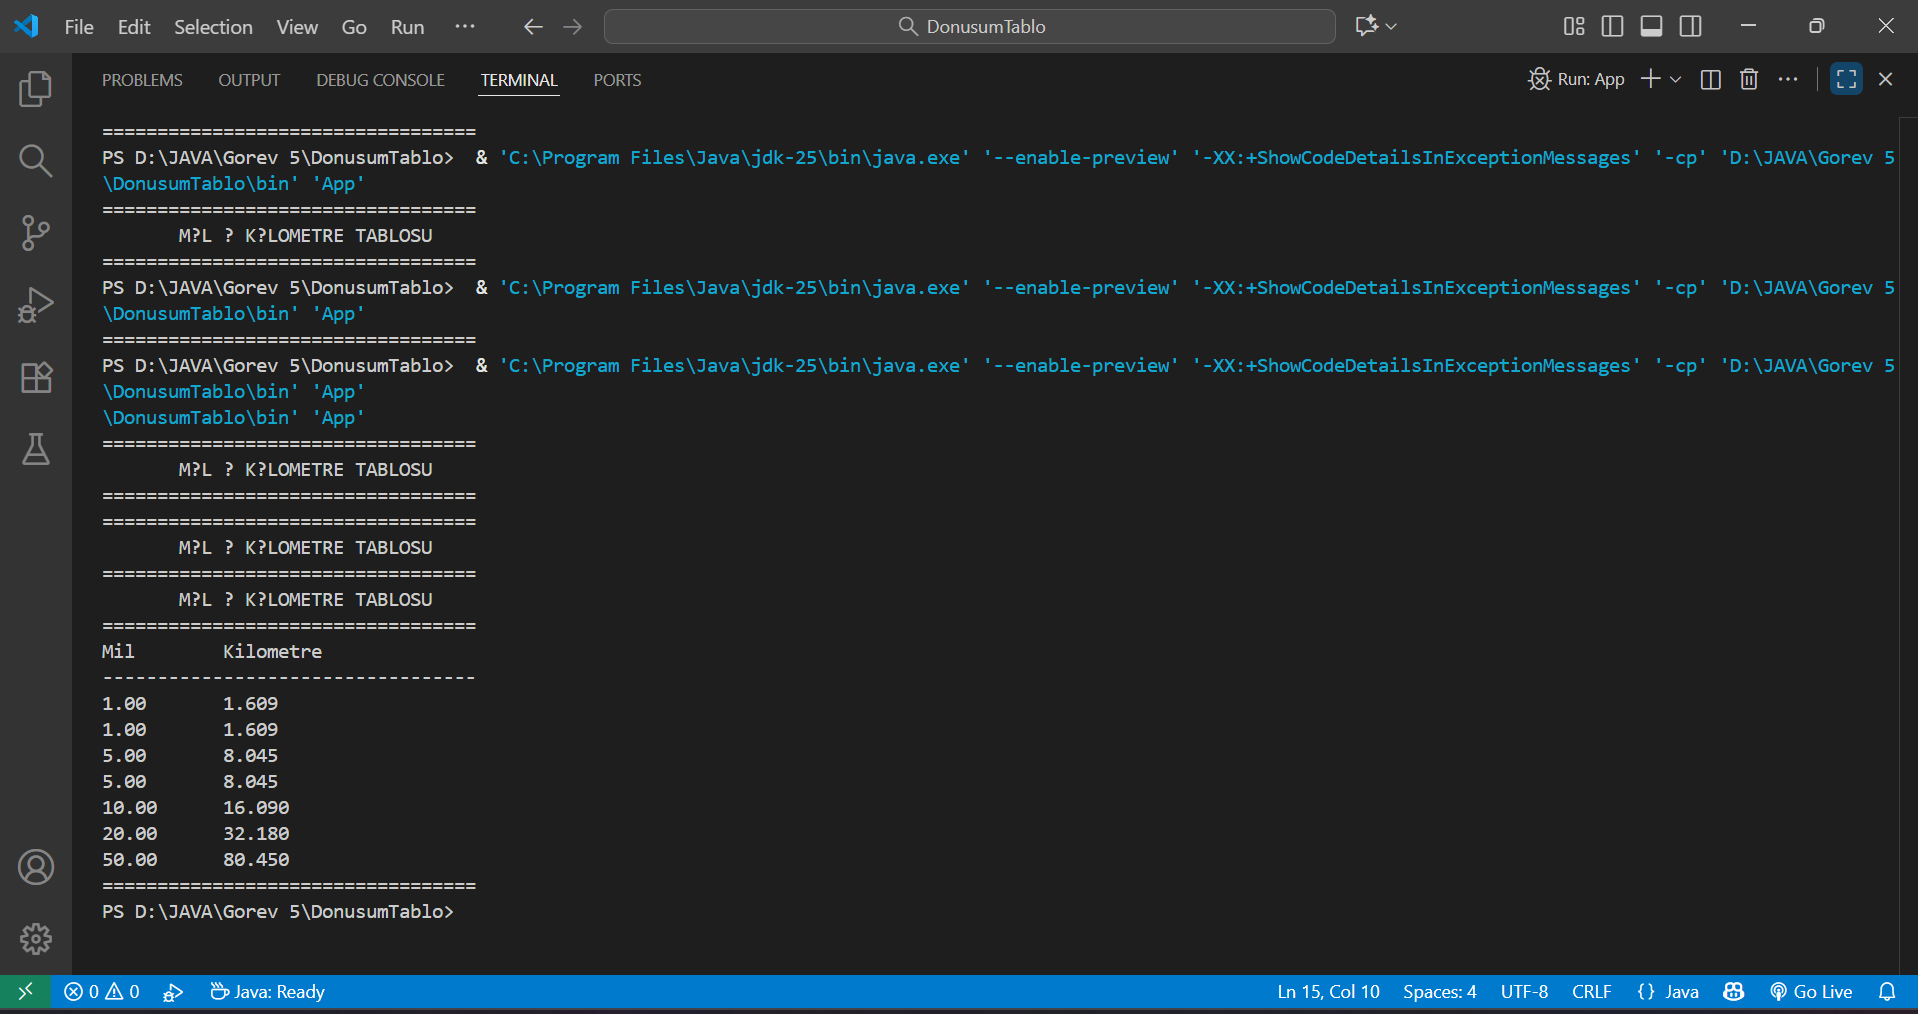 File Edit Selection View Go Run ··· DonusumTablo
PROBLEMS OUTPUT DEBUG CONSOLE TERMINAL PORTS Run: App
==================================
PS D:\JAVA\Gorev 5\DonusumTablo>  & 'C:\Program Files\Java\jdk-25\bin\java.exe' '--enable-preview' '-XX:+ShowCodeDetailsInExceptionMessages' '-cp' 'D:\JAVA\Gorev 5
\DonusumTablo\bin' 'App'
==================================
       M?L ? K?LOMETRE TABLOSU
==================================
PS D:\JAVA\Gorev 5\DonusumTablo>  & 'C:\Program Files\Java\jdk-25\bin\java.exe' '--enable-preview' '-XX:+ShowCodeDetailsInExceptionMessages' '-cp' 'D:\JAVA\Gorev 5
\DonusumTablo\bin' 'App'
==================================
PS D:\JAVA\Gorev 5\DonusumTablo>  & 'C:\Program Files\Java\jdk-25\bin\java.exe' '--enable-preview' '-XX:+ShowCodeDetailsInExceptionMessages' '-cp' 'D:\JAVA\Gorev 5
\DonusumTablo\bin' 'App'
\DonusumTablo\bin' 'App'
==================================
       M?L ? K?LOMETRE TABLOSU
==================================
==================================
       M?L ? K?LOMETRE TABLOSU
==================================
       M?L ? K?LOMETRE TABLOSU
==================================
Mil        Kilometre
----------------------------------
1.00       1.609
1.00       1.609
5.00       8.045
5.00       8.045
10.00      16.090
20.00      32.180
50.00      80.450
==================================
PS D:\JAVA\Gorev 5\DonusumTablo>
0 0 Java: Ready Ln 15, Col 10 Spaces: 4 UTF-8 CRLF {} Java Go Live